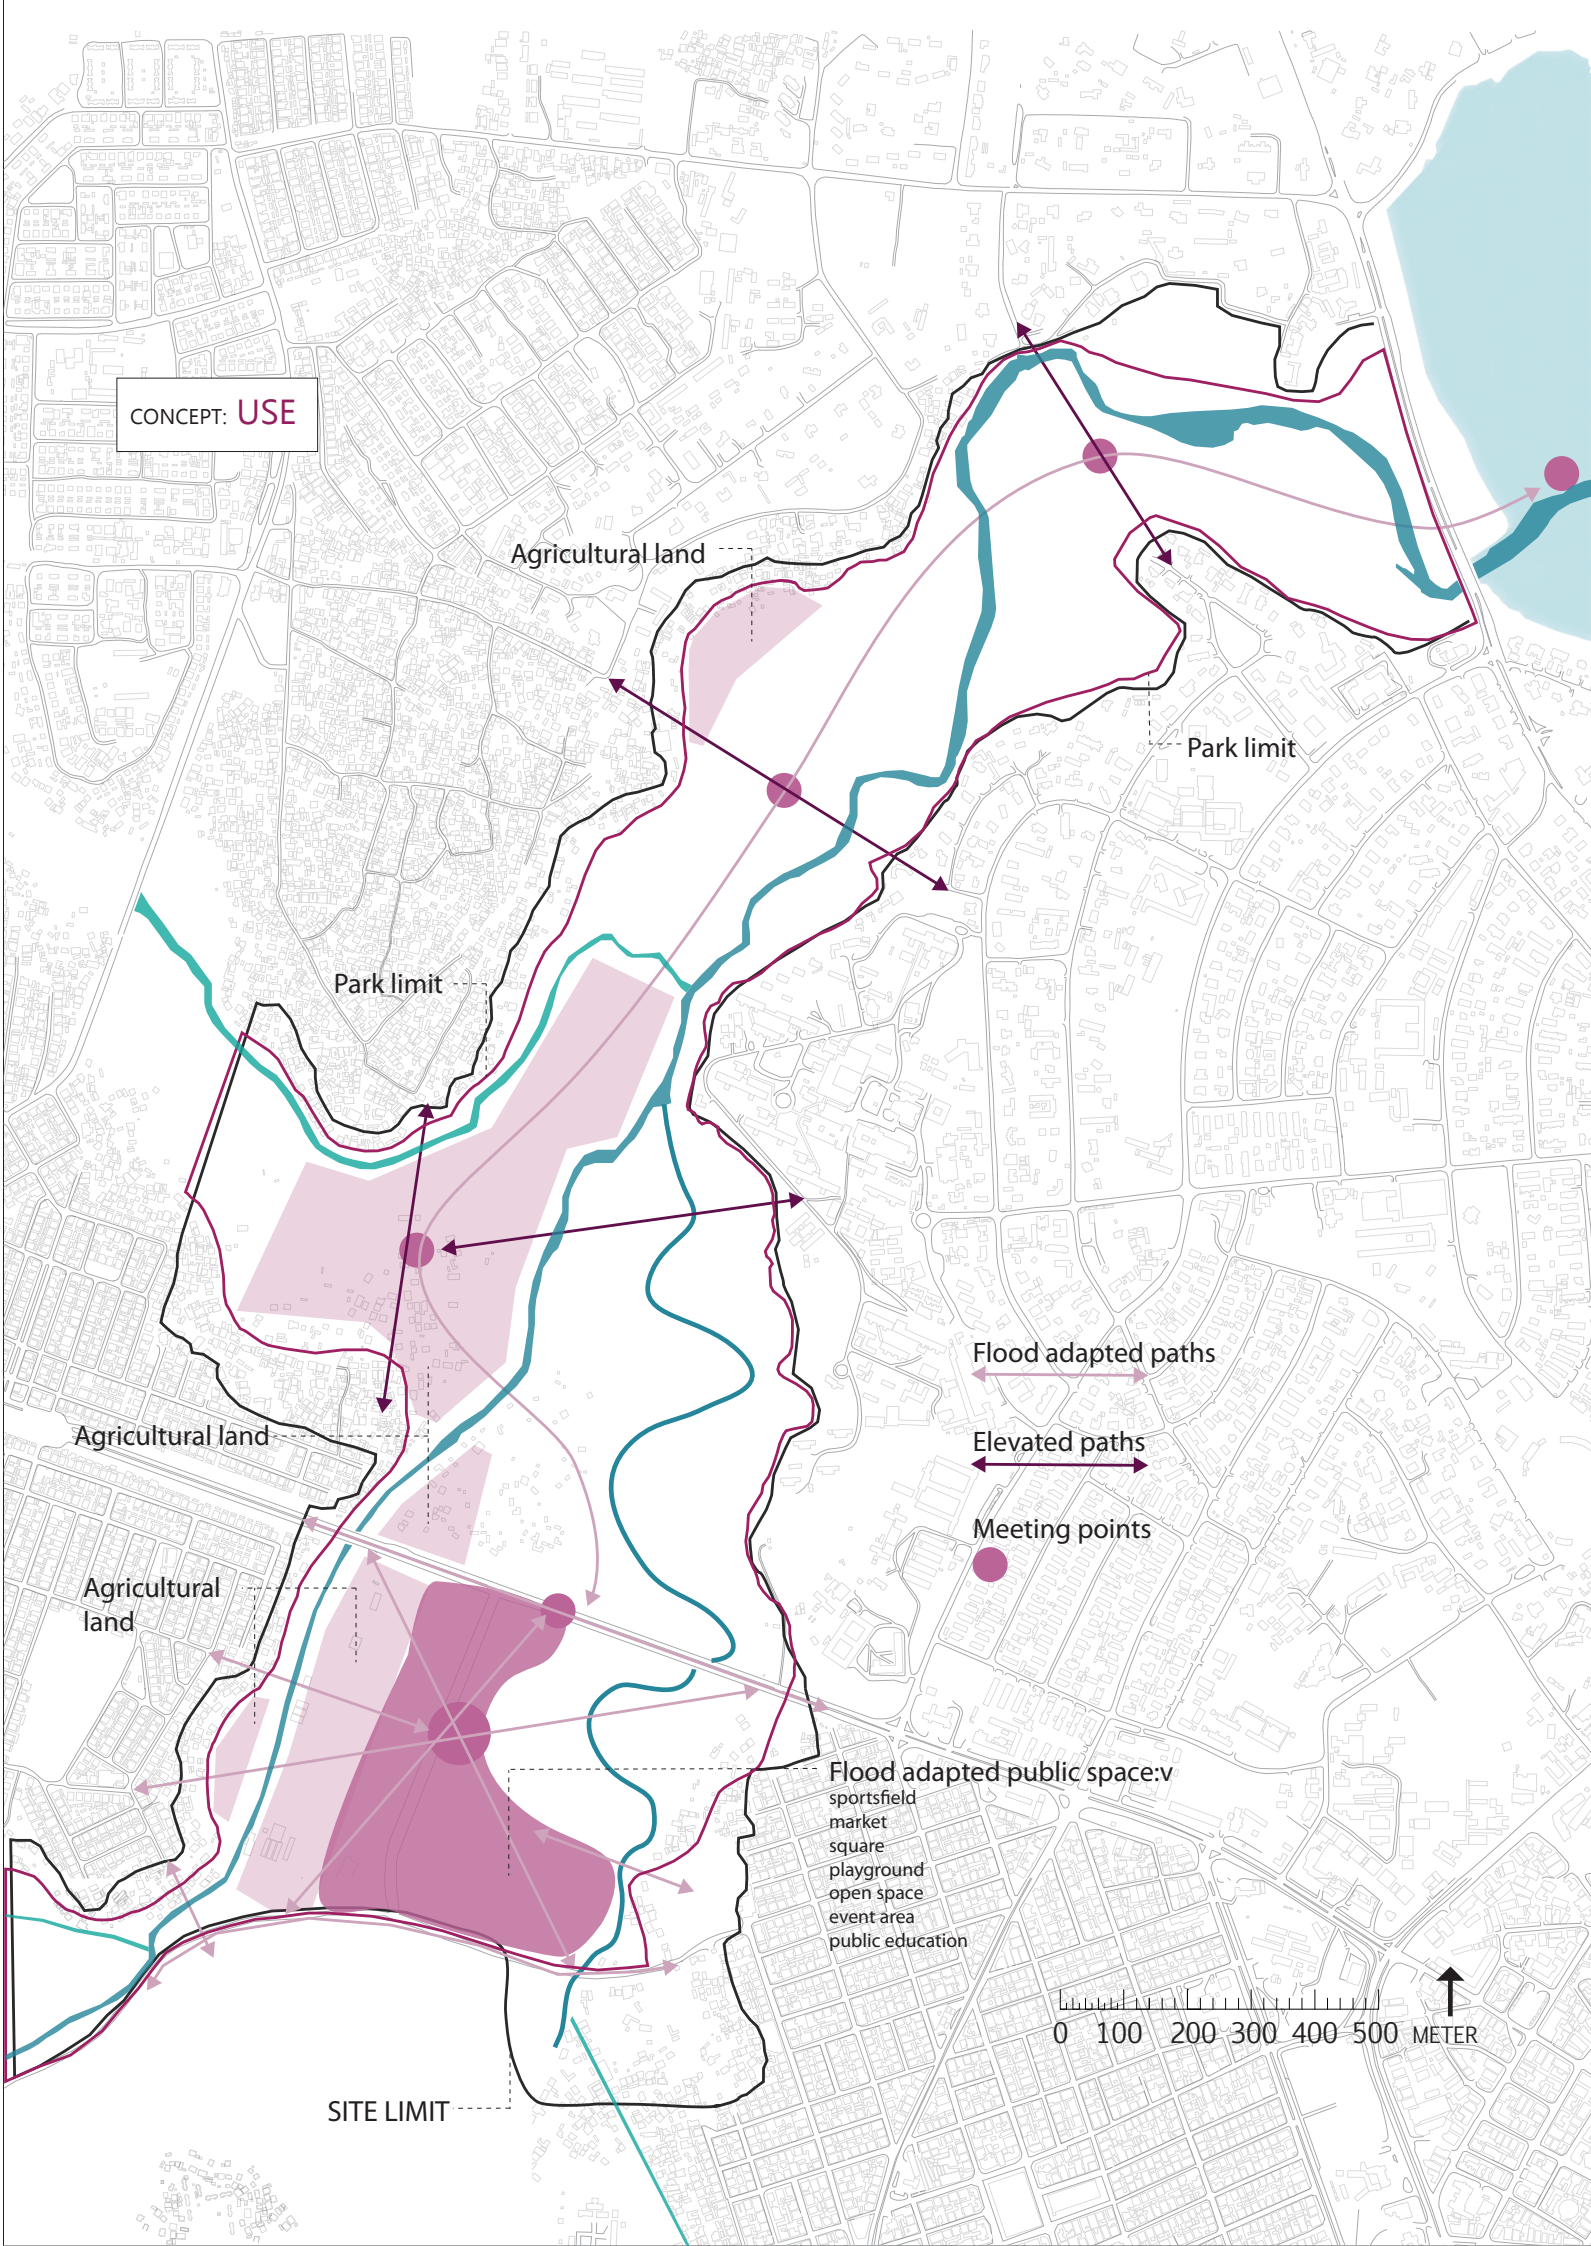 CONCEPT: USE
Agricultural land
Park limit
Park limit
Flood adapted paths
Agricultural land
Elevated paths
Meeting points
Agricultural
land
Flood adapted public space:v
sportsfield
market
square
playground
open space
event area
public education
0 100 200 300 400 500 METER
SITE LIMIT